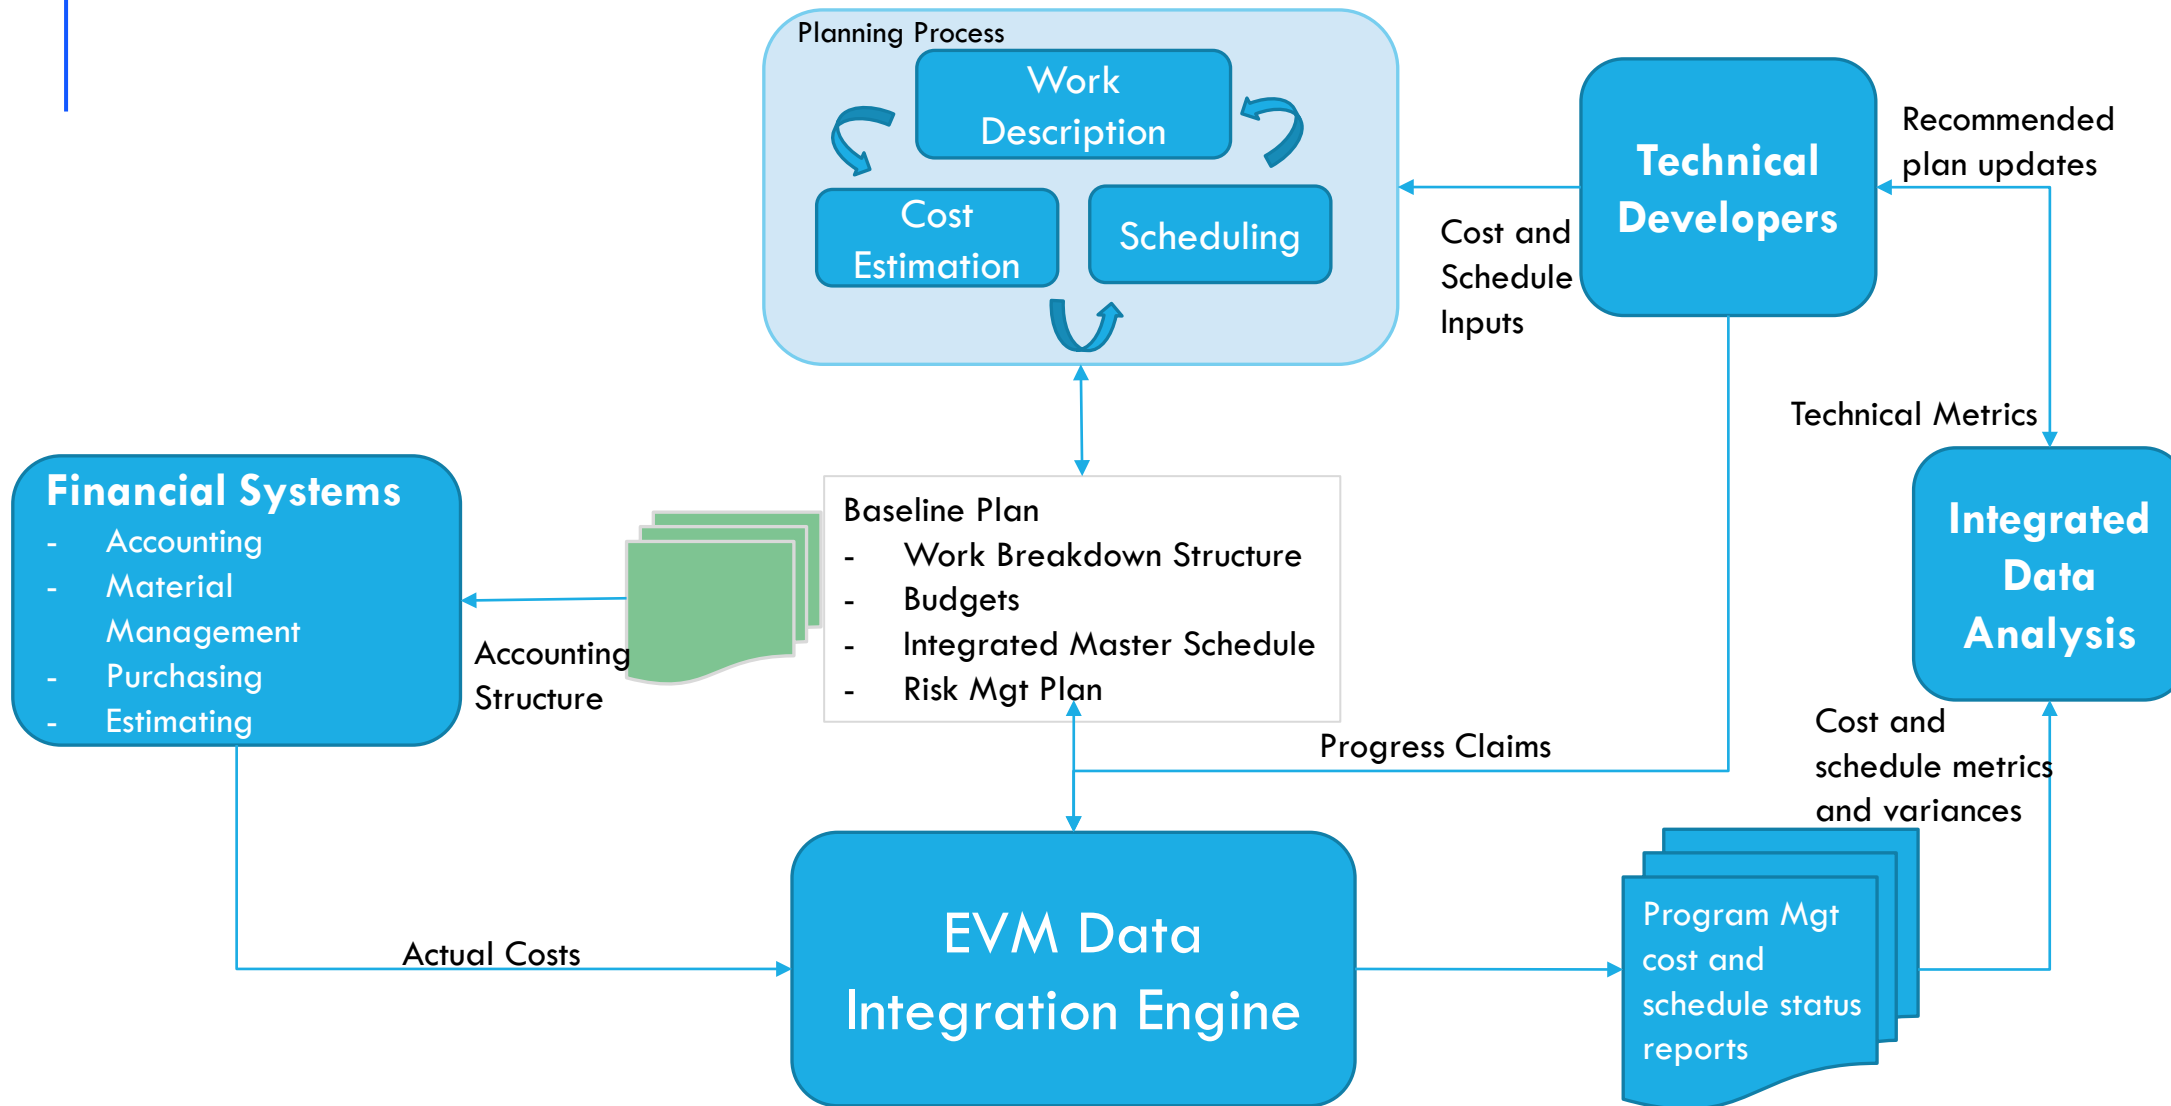 Planning Process
Work
Description
Cost
Estimation
Scheduling
Technical
Developers
Recommended
plan updates
Cost and
Schedule
Inputs
Technical Metrics
Financial Systems
- Accounting
- Material
Management
- Purchasing
- Estimating
Accounting
Structure
Baseline Plan
- Work Breakdown Structure
- Budgets
- Integrated Master Schedule
- Risk Mgt Plan
Integrated
Data
Analysis
Progress Claims
Cost and
schedule metrics
and variances
Actual Costs
EVM Data
Integration Engine
Program Mgt
cost and
schedule status
reports